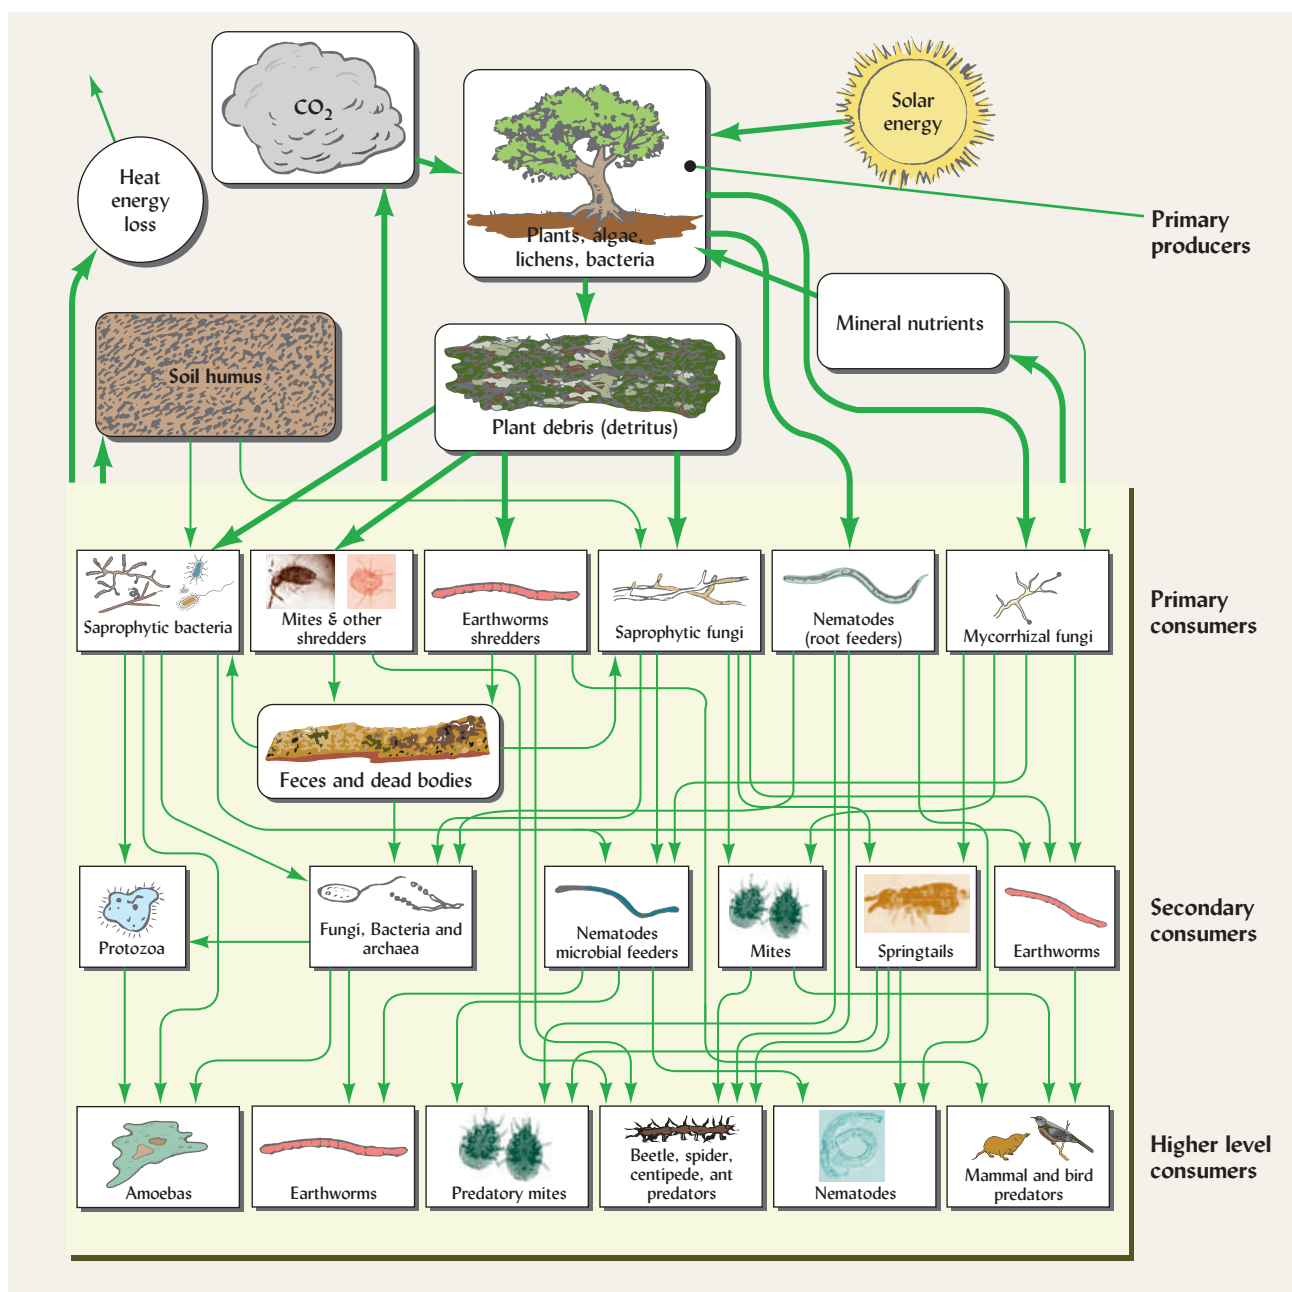 CO₂
Solar
energy
Heat
energy
loss
Primary
producers
Plants, algae,
lichens, bacteria
Mineral nutrients
Soil humus
Plant debris (detritus)
Saprophytic bacteria
Mites & other
shredders
Earthworms
shredders
Saprophytic fungi
Nematodes
(root feeders)
Mycorrhizal fungi
Primary
consumers
Feces and dead bodies
Protozoa
Fungi, Bacteria and
archaea
Nematodes
microbial feeders
Mites
Springtails
Earthworms
Secondary
consumers
Amoebas
Earthworms
Predatory mites
Beetle, spider,
centipede, ant
predators
Nematodes
Mammal and bird
predators
Higher level
consumers